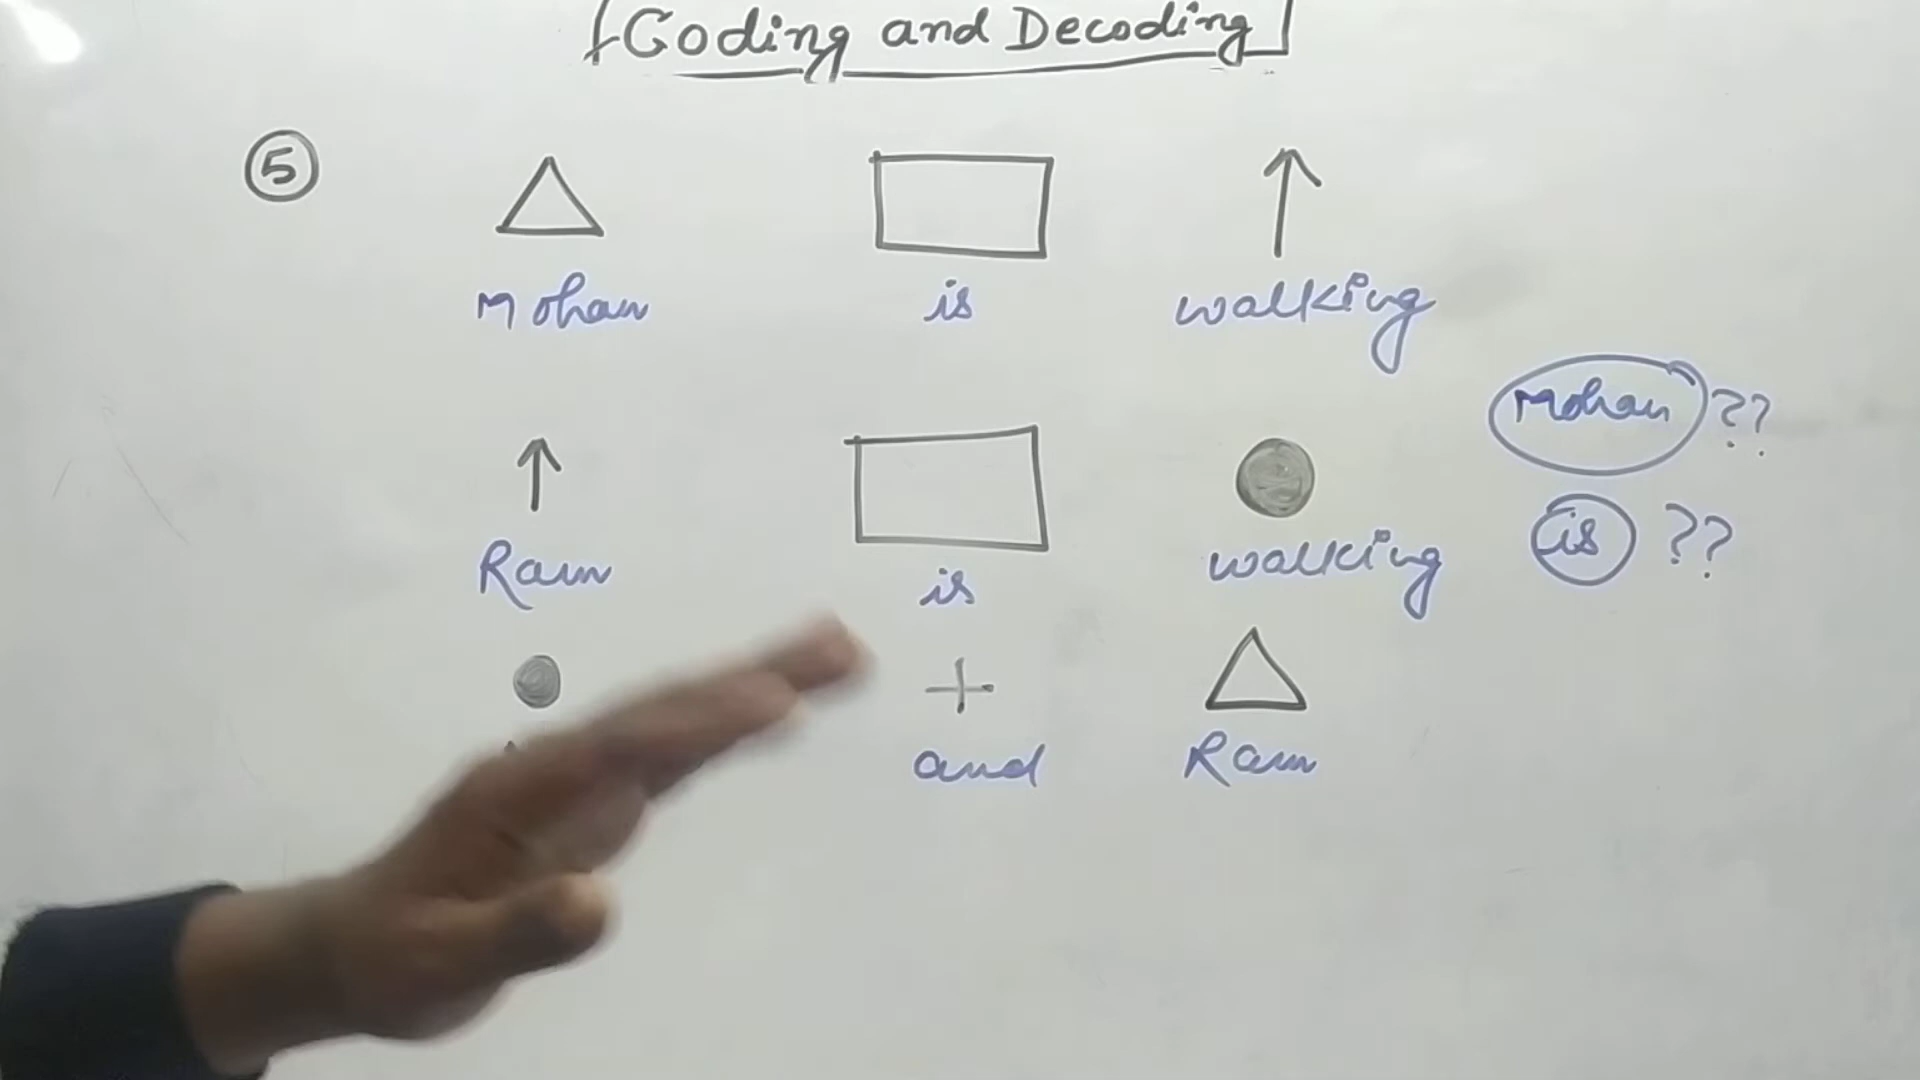 Coding and Decoding
5
Mohan is walking
Mohan ??
Ram is walking
is ??
and Ram